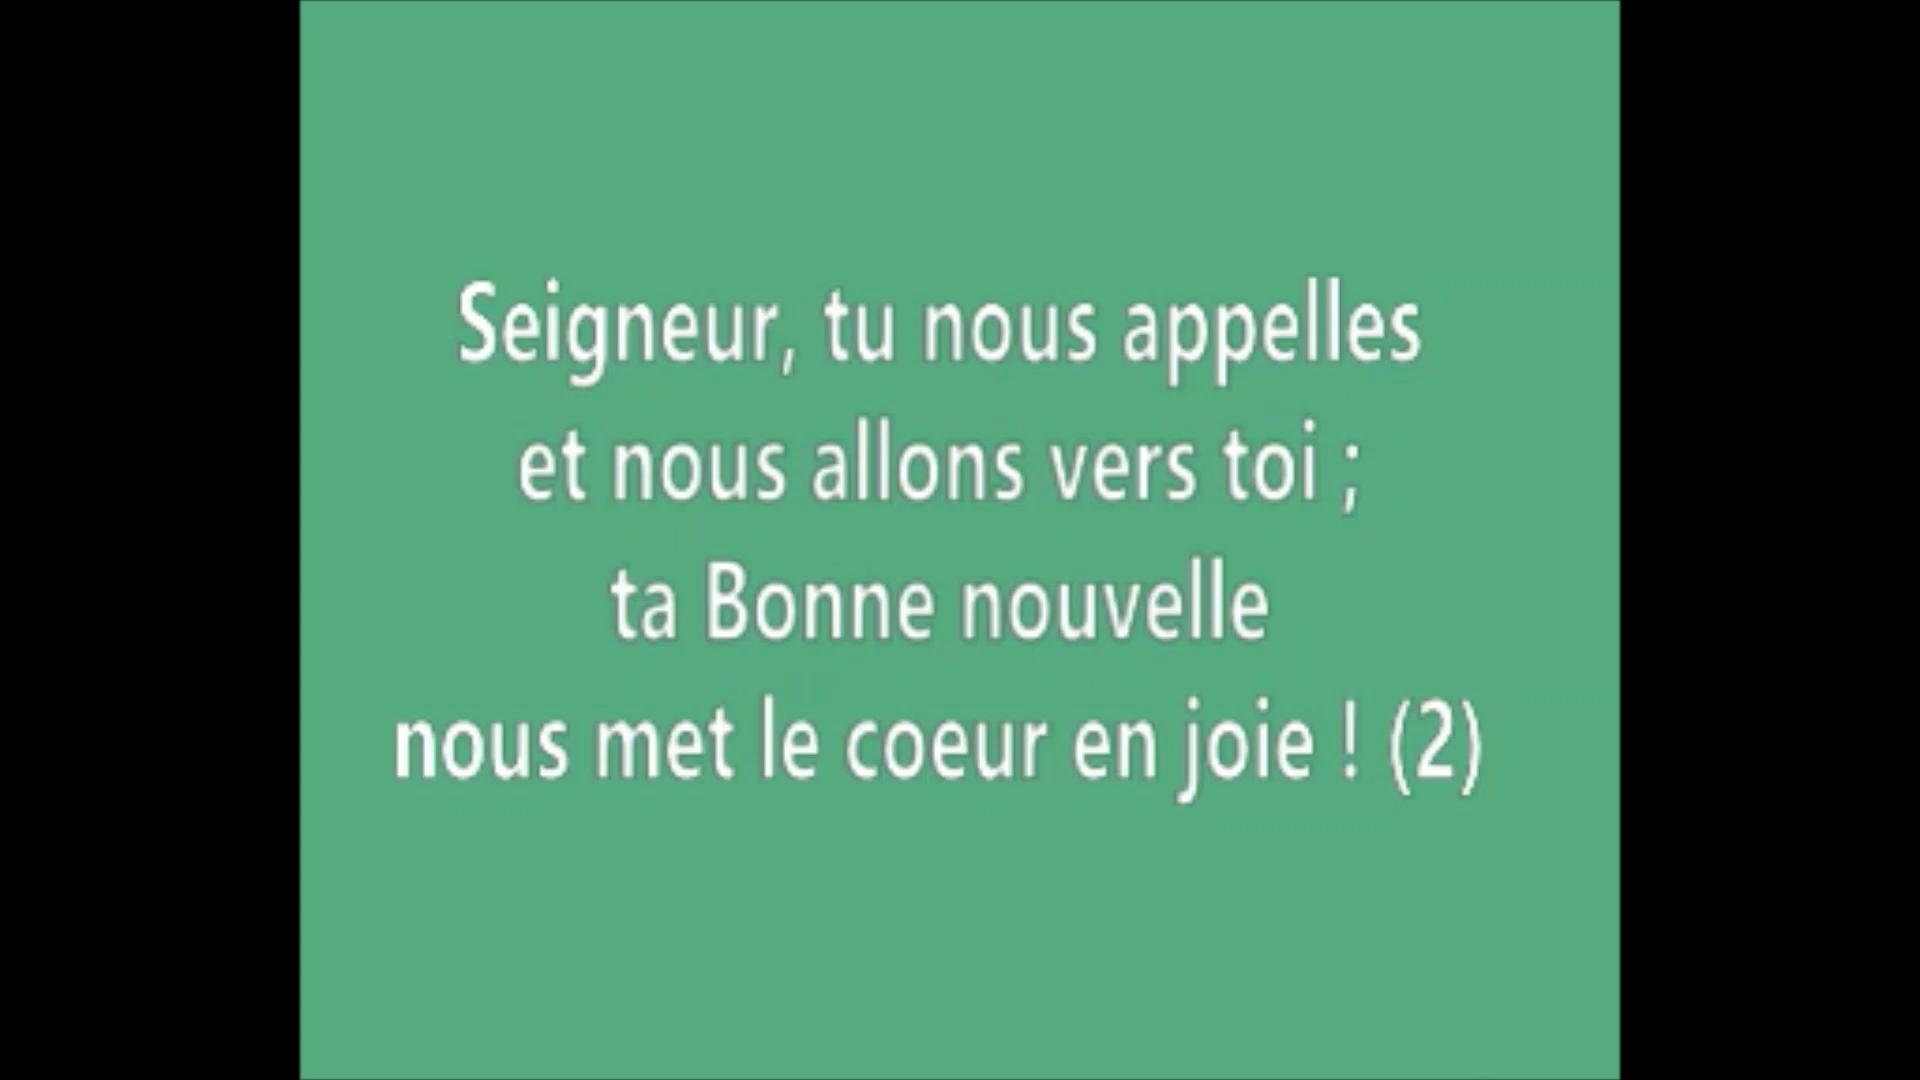 Seigneur, tu nous appelles
et nous allons vers toi ;
ta Bonne nouvelle
nous met le coeur en joie ! (2)